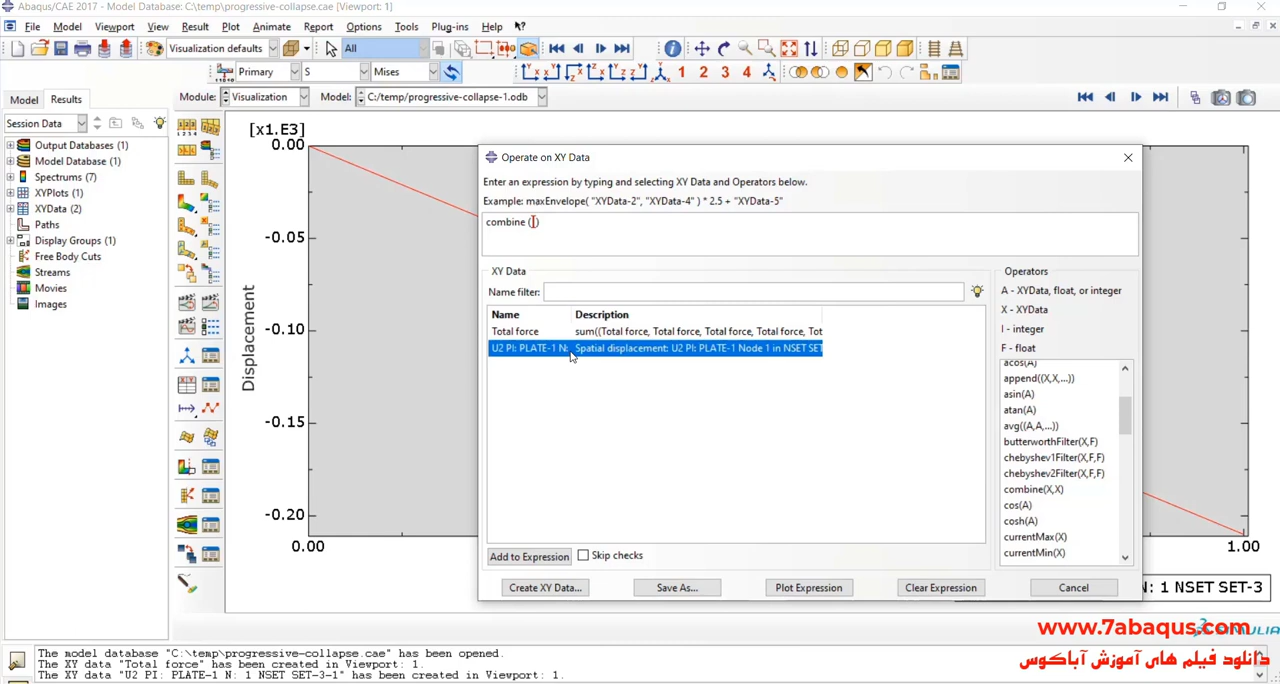 Abaqus/CAE 2017 - Model Database: C:\temp\progressive-collapse.cae [Viewport: 1]
File Model Viewport View Result Plot Animate Report Options Tools Plug-ins Help
Visualization defaults All
Primary S Mises 1 2 3 4
Model Results Module: Visualization Model: C:/temp/progressive-collapse-1.odb
Session Data
Output Databases (1)
Model Database (1)
Spectrums (7)
XYPlots (1)
XYData (2)
Paths
Display Groups (1)
Free Body Cuts
Streams
Movies
Images
[x1.E3]
0.00
-0.05
-0.10
-0.15
-0.20
Displacement
0.00
1.00
N: 1 NSET SET-3
Operate on XY Data
Enter an expression by typing and selecting XY Data and Operators below.
Example: maxEnvelope( "XYData-2", "XYData-4" ) * 2.5 + "XYData-5"
combine ( )
XY Data
Name filter:
Name Description
Total force sum((Total force, Total force, Total force, Total force, Tot
U2 PI: PLATE-1 N: Spatial displacement: U2 PI: PLATE-1 Node 1 in NSET SET
Add to Expression Skip checks
Operators
A - XYData, float, or integer
X - XYData
I - integer
F - float
acos(A)
append((X,X,...))
asin(A)
atan(A)
avg((A,A,...))
butterworthFilter(X,F)
chebyshev1Filter(X,F,F)
chebyshev2Filter(X,F,F)
combine(X,X)
cos(A)
cosh(A)
currentMax(X)
currentMin(X)
Create XY Data... Save As... Plot Expression Clear Expression Cancel
www.7abaqus.com
دانلود فیلم های آموزش آباکوس
The model database "C:\temp\progressive-collapse.cae" has been opened.
The XY data "Total force" has been created in Viewport: 1.
The XY data "U2 PI: PLATE-1 N: 1 NSET SET-3-1" has been created in Viewport: 1.